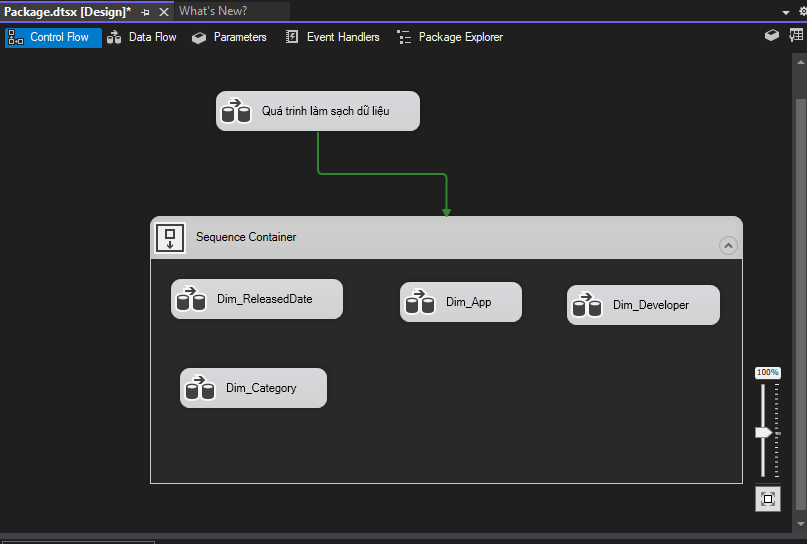 Package.dtsx [Design]*
What's New?
Control Flow
Data Flow
Parameters
Event Handlers
Package Explorer
Quá trình làm sạch dữ liệu
Sequence Container
Dim_ReleasedDate
Dim_App
Dim_Developer
Dim_Category
100%